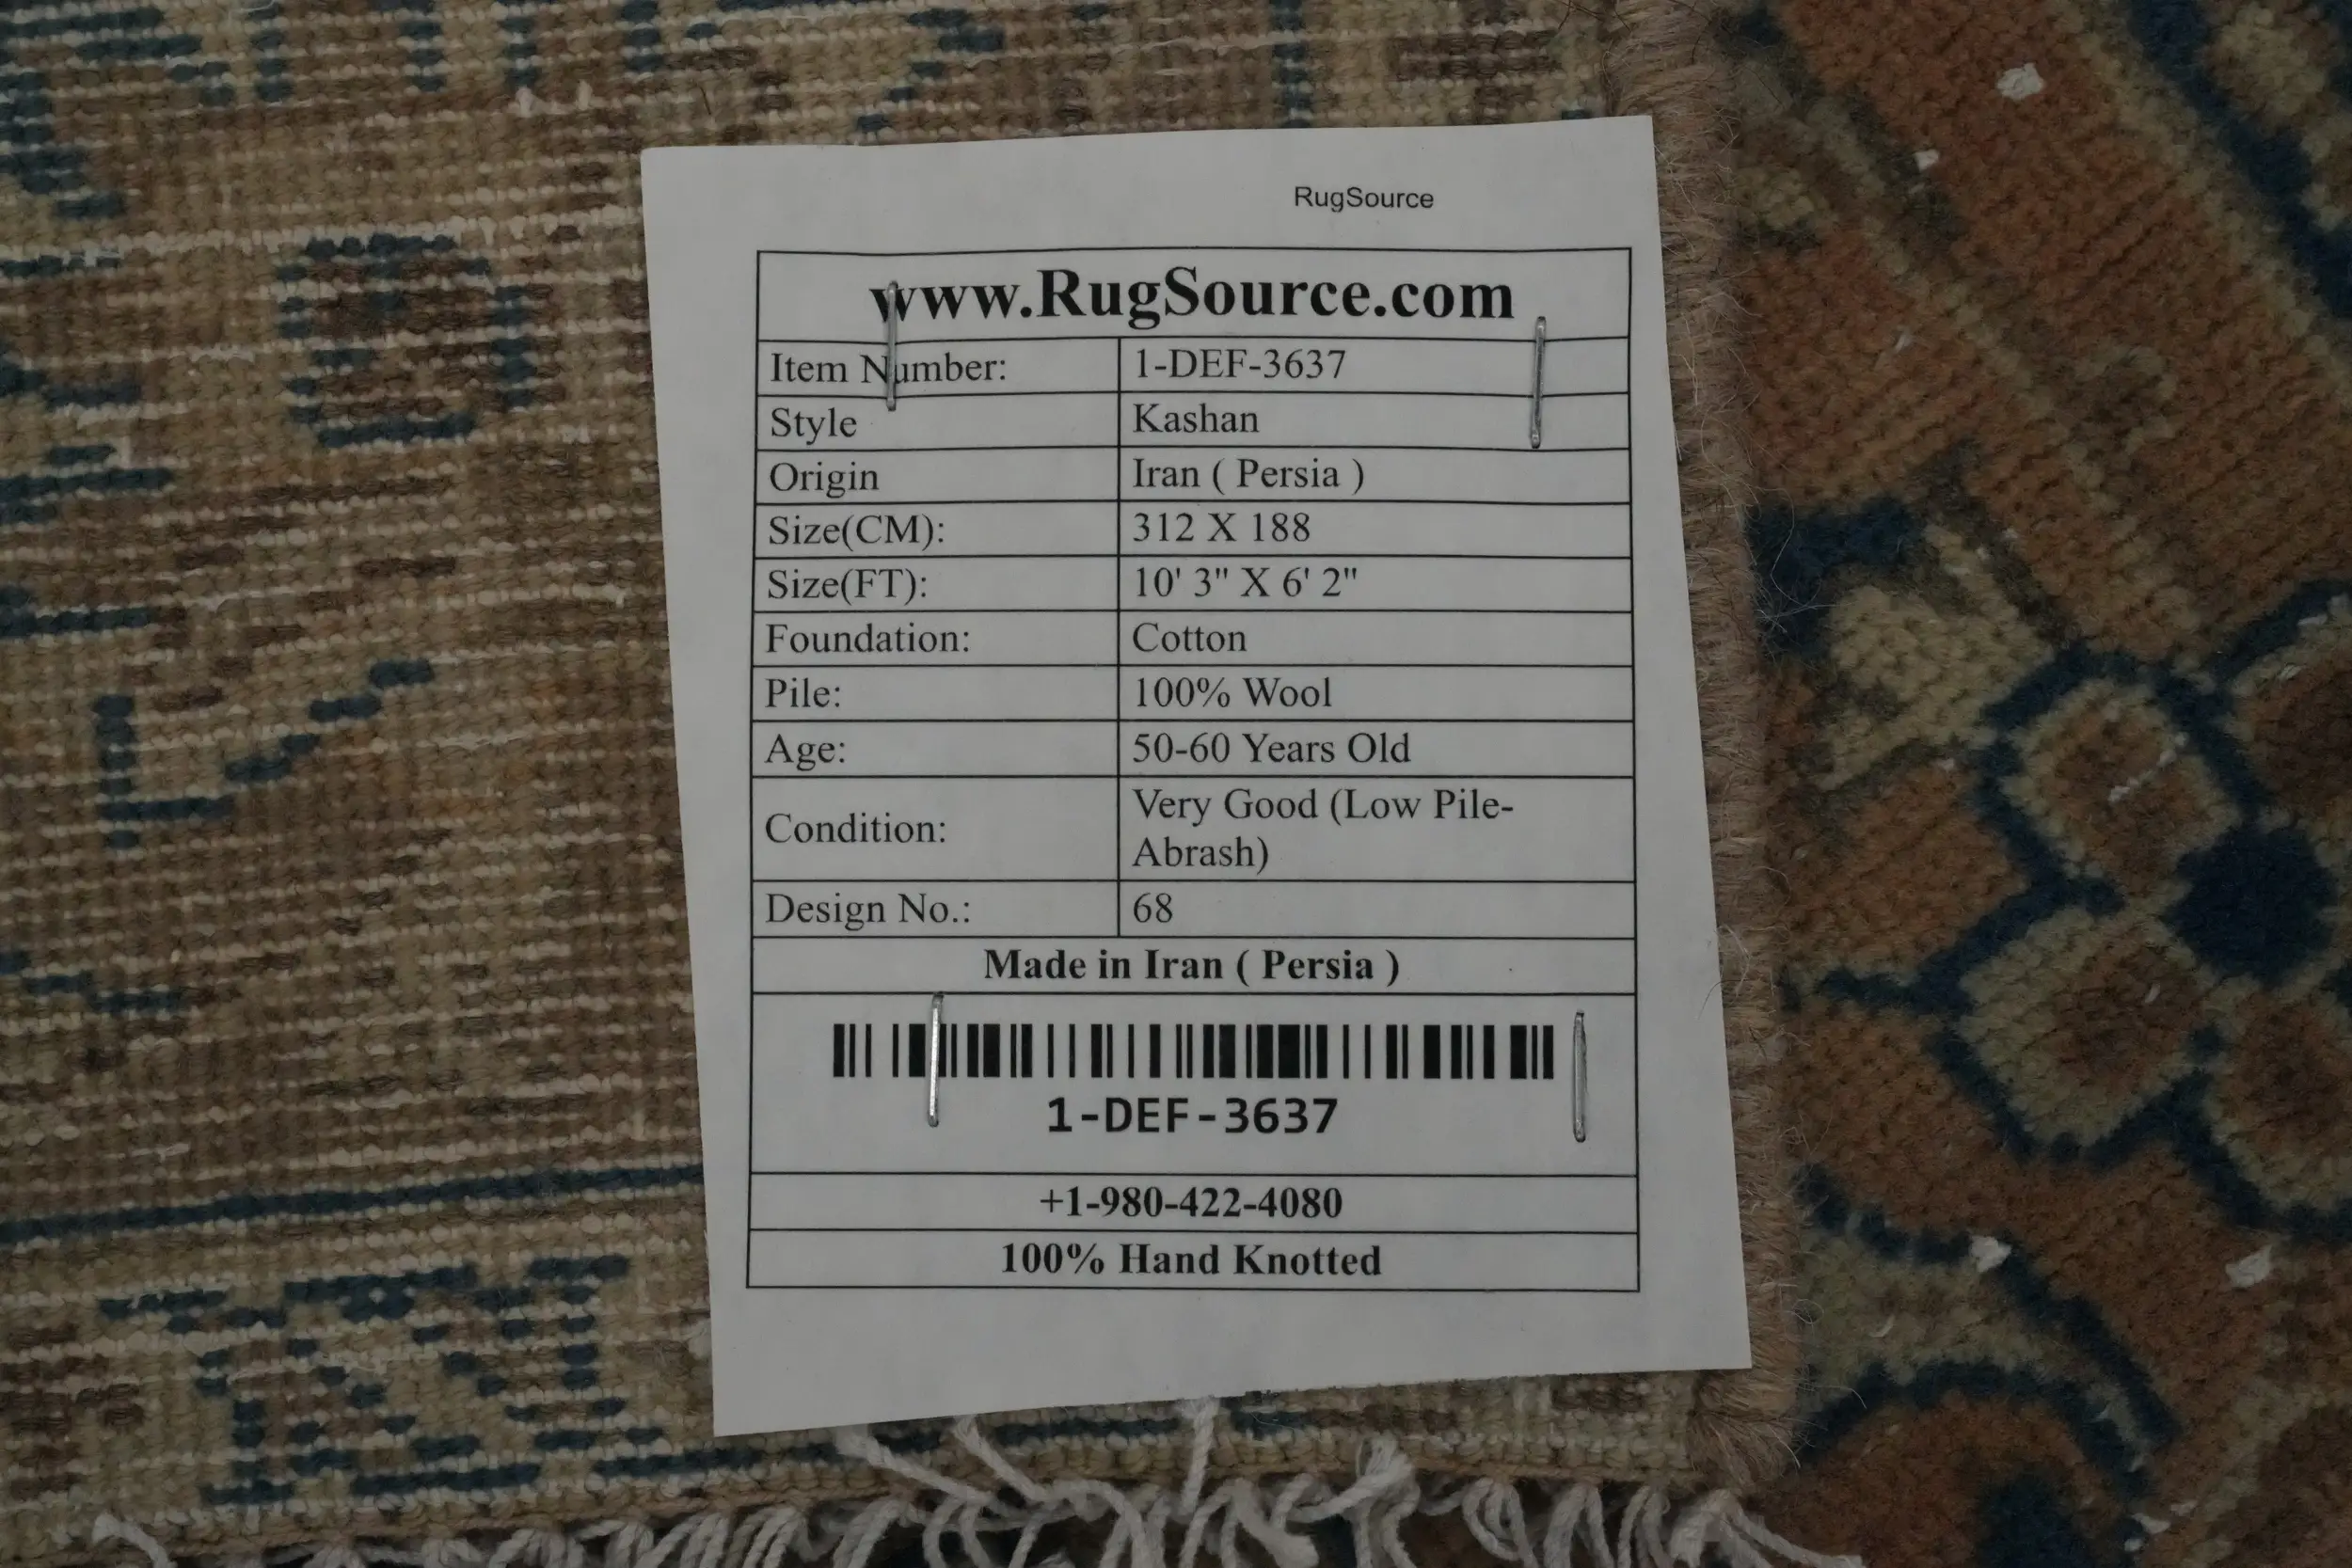 RugSource
www.RugSource.com
Item Number: 1-DEF-3637
Style Kashan
Origin Iran ( Persia )
Size(CM): 312 X 188
Size(FT): 10' 3" X 6' 2"
Foundation: Cotton
Pile: 100% Wool
Age: 50-60 Years Old
Condition: Very Good (Low Pile-
Abrash)
Design No.: 68
Made in Iran ( Persia )
1-DEF-3637
+1-980-422-4080
100% Hand Knotted